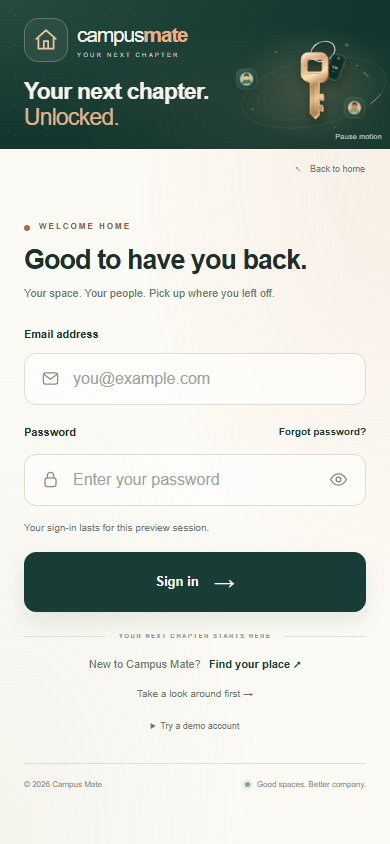 campusmate
YOUR NEXT CHAPTER
Your next chapter.
Unlocked.
Pause motion
Back to home
WELCOME HOME
Good to have you back.
Your space. Your people. Pick up where you left off.
Email address
you@example.com
Password
Forgot password?
Enter your password
Your sign-in lasts for this preview session.
Sign in →
YOUR NEXT CHAPTER STARTS HERE
New to Campus Mate? Find your place ↗
Take a look around first →
▶ Try a demo account
© 2026 Campus Mate
Good spaces. Better company.